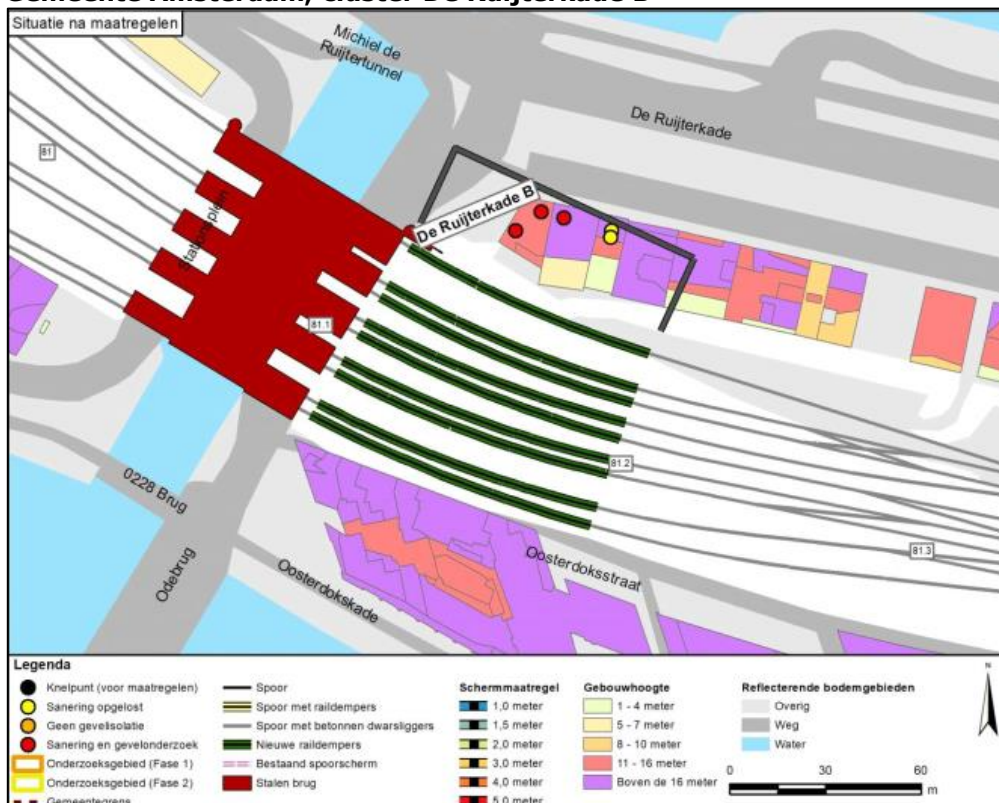 Gemeente Amsterdam, cluster De Ruijterkade B
Situatie na maatregelen
Michiel de
Ruijtertunnel
De Ruijterkade
81
Stationsplein
De Ruijterkade B
81.1
81.2
81.3
0228 Brug
Odebrug
Oosterdokskade
Oosterdoksstraat
Legenda
Knelpunt (voor maatregelen)
Sanering opgelost
Geen gevelisolatie
Sanering en gevelonderzoek
Onderzoeksgebied (Fase 1)
Onderzoeksgebied (Fase 2)
Gemeentegrens
Spoor
Spoor met raildempers
Spoor met betonnen dwarsliggers
Nieuwe raildempers
Bestaand spoorscherm
Stalen brug
Schermmaatregel
1,0 meter
1,5 meter
2,0 meter
3,0 meter
4,0 meter
5,0 meter
Gebouwhoogte
1 - 4 meter
5 - 7 meter
8 - 10 meter
11 - 16 meter
Boven de 16 meter
Reflecterende bodemgebieden
Overig
Weg
Water
N
0 30 60
m